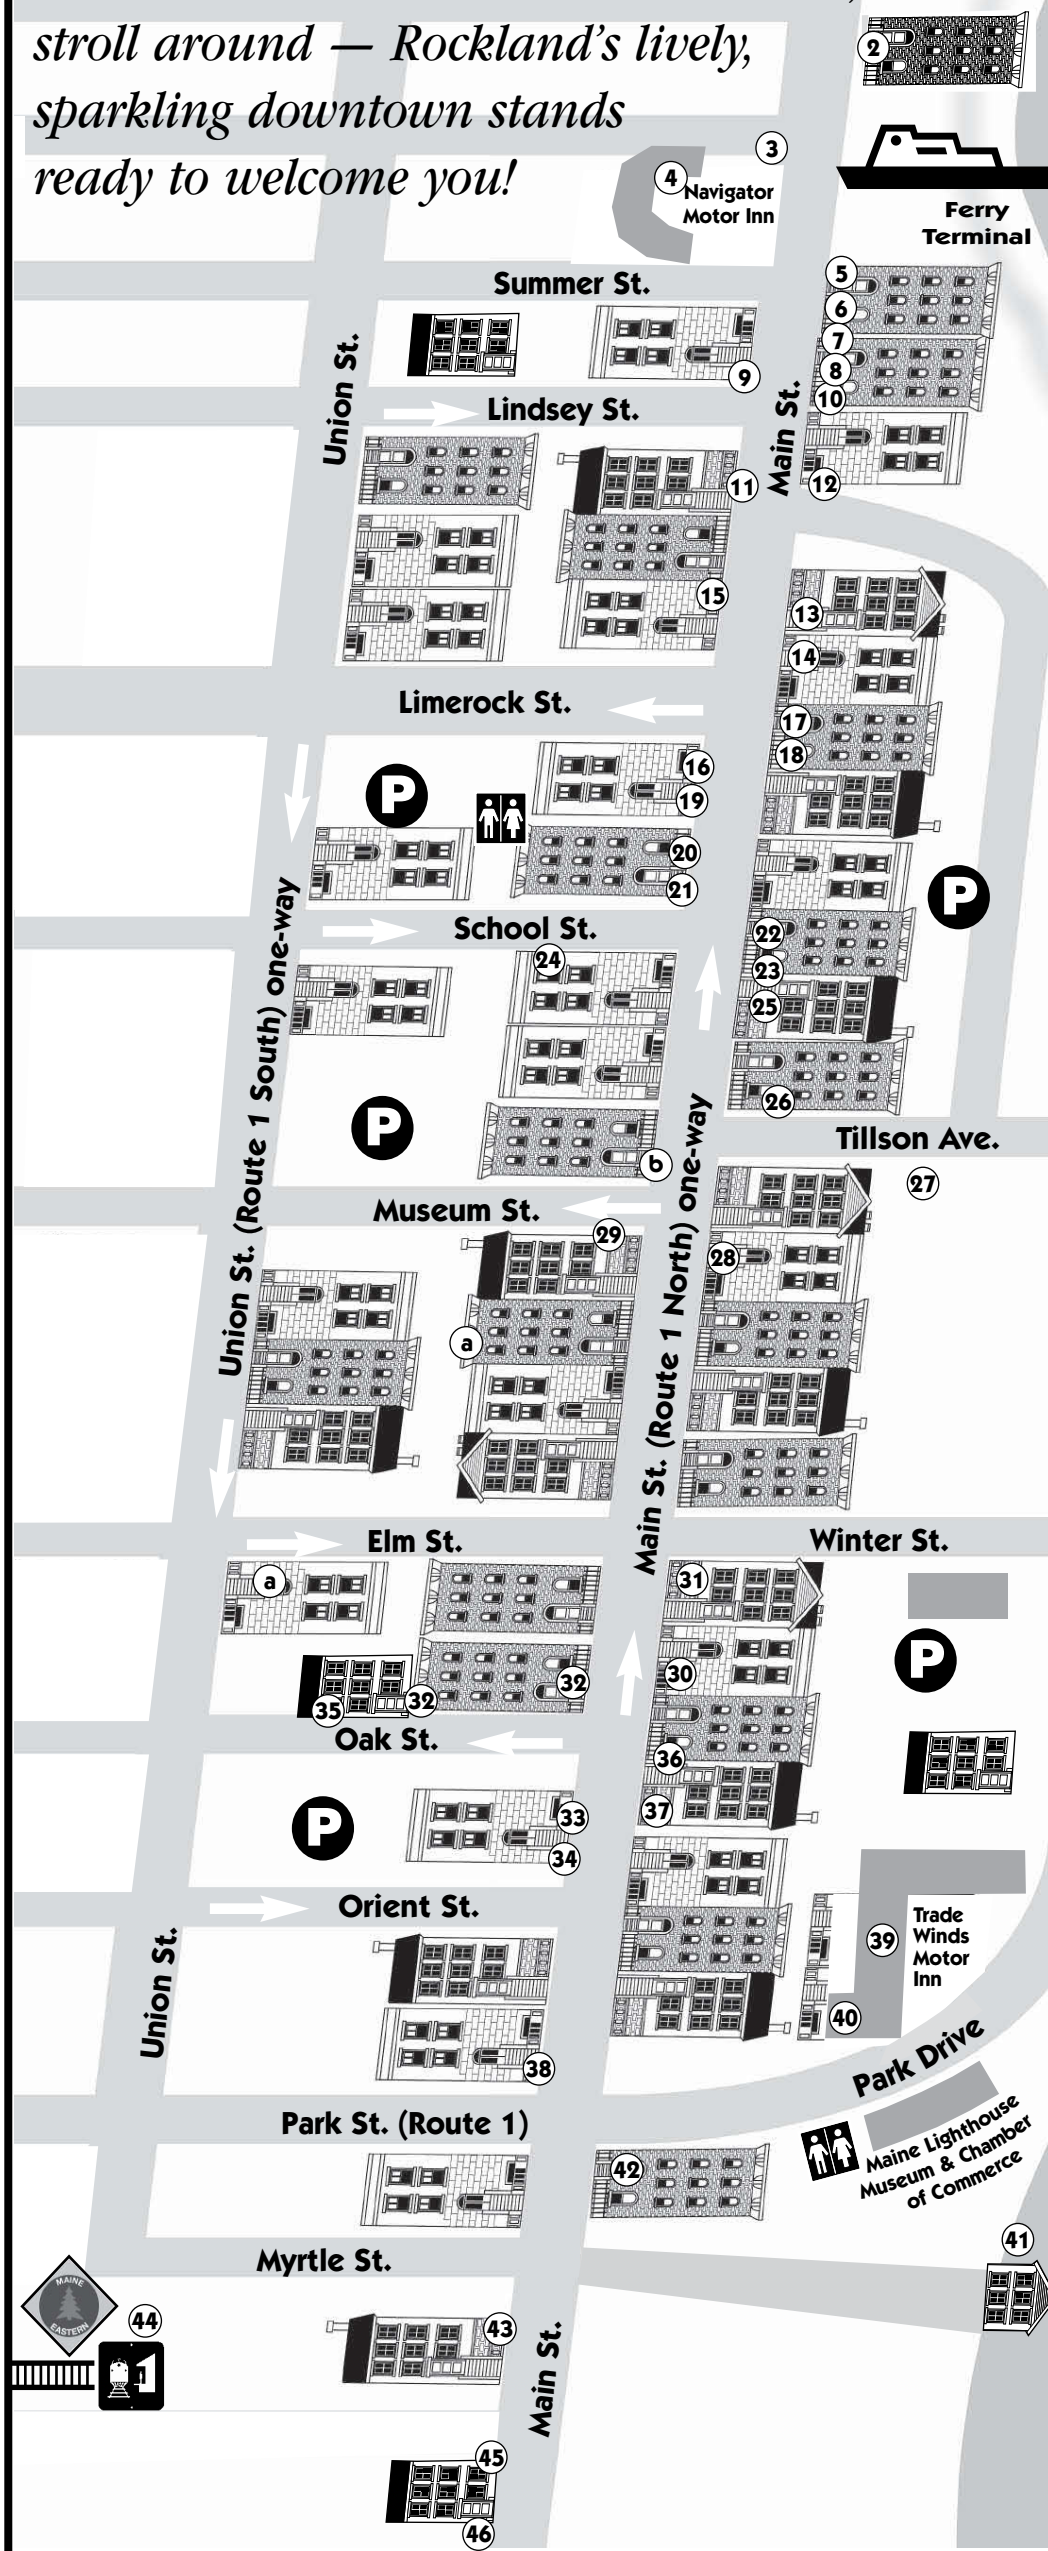 stroll around — Rockland's lively,
sparkling downtown stands
ready to welcome you!
2
3
4
Navigator
Motor Inn
Ferry
Terminal
5
Summer St.
6
7
8
9
10
Union St.
Main St.
Lindsey St.
11
12
15
13
14
Limerock St.
17
18
16
19
P
20
21
P
School St.
22
24
23
25
Union St. (Route 1 South) one-way
26
P
Tillson Ave.
b
27
Museum St.
29
28
a
Main St. (Route 1 North) one-way
Elm St.
Winter St.
a
31
P
30
32
32
35
Oak St.
36
37
P
33
34
Orient St.
39
Trade
Winds
Motor
Inn
Union St.
40
38
Park Drive
Park St. (Route 1)
Maine Lighthouse
Museum & Chamber
of Commerce
42
41
Myrtle St.
MAINE
EASTERN
44
43
Main St.
45
46